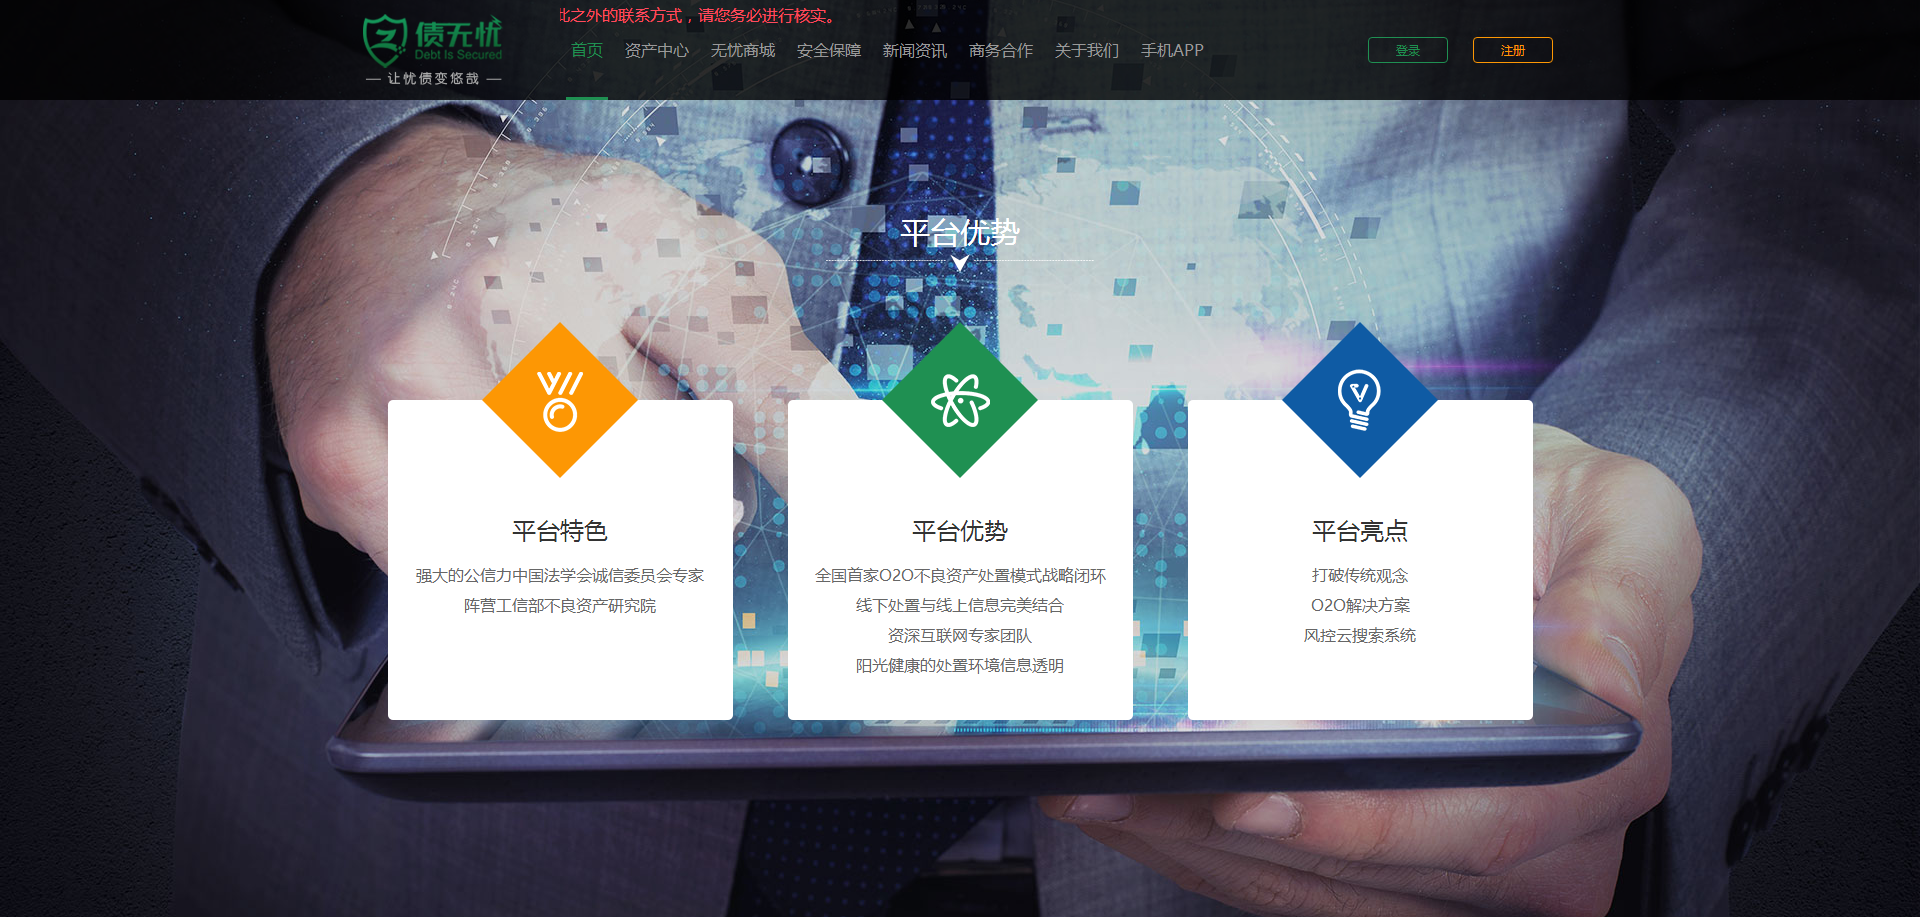 此之外的联系方式，请您务必进行核实。
债无忧
Debt Is Secured
让忧债变悠哉
首页 资产中心 无忧商城 安全保障 新闻资讯 商务合作 关于我们 手机APP
登录 注册
平台优势
平台特色
强大的公信力中国法学会诚信委员会专家
阵营工信部不良资产研究院
平台优势
全国首家O2O不良资产处置模式战略闭环
线下处置与线上信息完美结合
资深互联网专家团队
阳光健康的处置环境信息透明
平台亮点
打破传统观念
O2O解决方案
风控云搜索系统